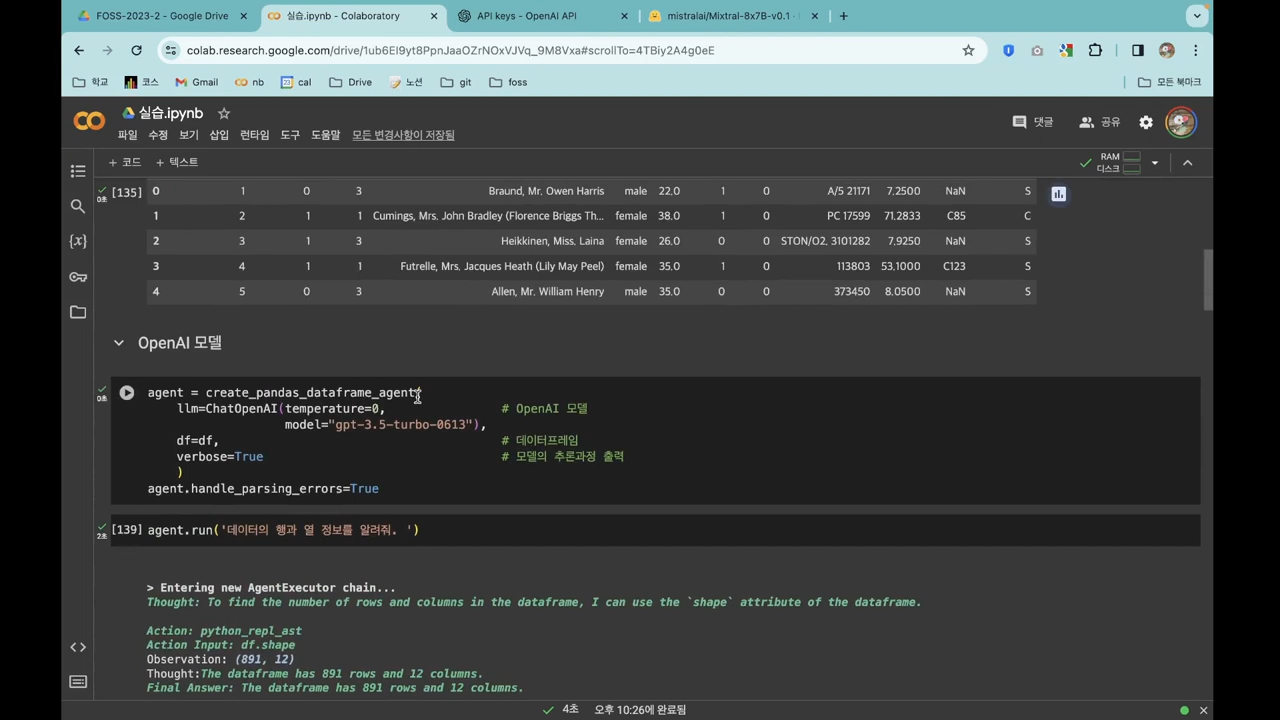 FOSS-2023-2 - Google Drive
실습.ipynb - Colaboratory
API keys - OpenAI API
mistralai/Mixtral-8x7B-v0.1 ·
colab.research.google.com/drive/1ub6EI9yt8PpnJaaOZrNOxVJVq_9M8Vxa#scrollTo=4TBiy2A4g0eE
학교 코스 Gmail nb cal Drive 노션 git foss 모든 북마크
실습.ipynb
댓글 공유
파일 수정 보기 삽입 런타임 도구 도움말 모든 변경사항이 저장됨
+ 코드 + 텍스트
RAM
디스크
[135] 0 1 0 3 Braund, Mr. Owen Harris male 22.0 1 0 A/5 21171 7.2500 NaN S
0초
1 2 1 1 Cumings, Mrs. John Bradley (Florence Briggs Th... female 38.0 1 0 PC 17599 71.2833 C85 C
2 3 1 3 Heikkinen, Miss. Laina female 26.0 0 0 STON/O2. 3101282 7.9250 NaN S
3 4 1 1 Futrelle, Mrs. Jacques Heath (Lily May Peel) female 35.0 1 0 113803 53.1000 C123 S
4 5 0 3 Allen, Mr. William Henry male 35.0 0 0 373450 8.0500 NaN S
OpenAI 모델
0초
agent = create_pandas_dataframe_agent(
llm=ChatOpenAI(temperature=0, # OpenAI 모델
model="gpt-3.5-turbo-0613"),
df=df, # 데이터프레임
verbose=True # 모델의 추론과정 출력
)
agent.handle_parsing_errors=True
[139] agent.run('데이터의 행과 열 정보를 알려줘. ')
2초
> Entering new AgentExecutor chain...
Thought: To find the number of rows and columns in the dataframe, I can use the `shape` attribute of the dataframe.
Action: python_repl_ast
Action Input: df.shape
Observation: (891, 12)
Thought:The dataframe has 891 rows and 12 columns.
Final Answer: The dataframe has 891 rows and 12 columns.
4초 오후 10:26에 완료됨